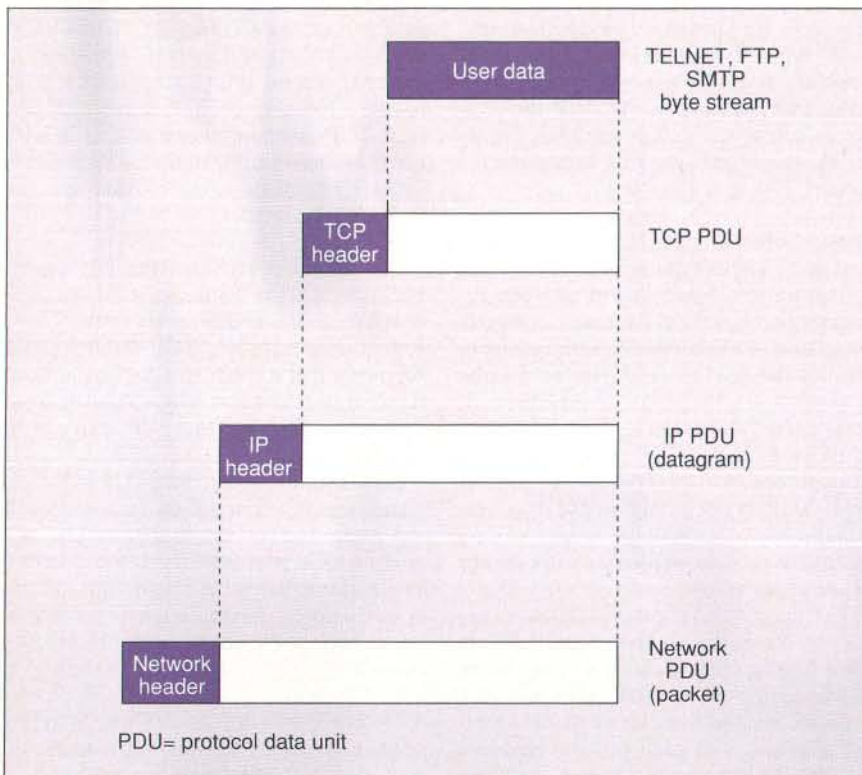 User data
TELNET, FTP,
SMTP
byte stream
TCP
header
TCP PDU
IP
header
IP PDU
(datagram)
Network
header
Network
PDU
(packet)
PDU= protocol data unit